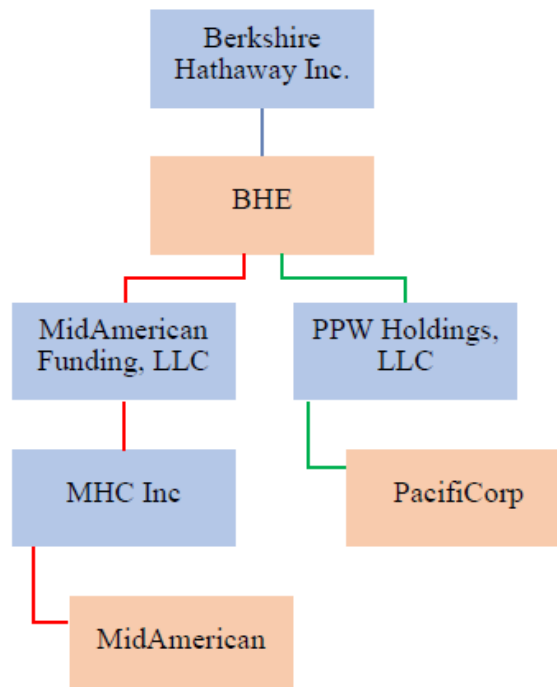 Berkshire
Hathaway Inc.
BHE
MidAmerican
Funding, LLC
PPW Holdings,
LLC
MHC Inc
PacifiCorp
MidAmerican